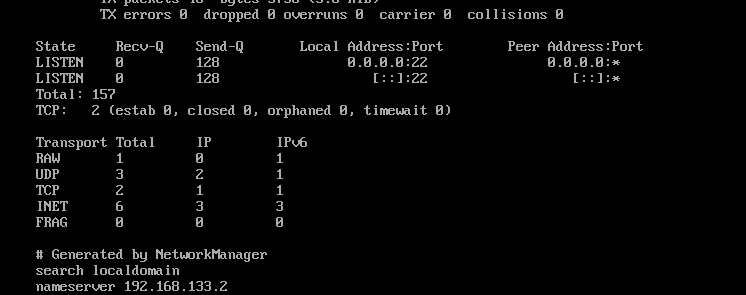 TX errors 0  dropped 0 overruns 0  carrier 0  collisions 0
State      Recv-Q     Send-Q         Local Address:Port         Peer Address:Port
LISTEN     0          128                  0.0.0.0:22                0.0.0.0:*
LISTEN     0          128                     [::]:22                   [::]:*
Total: 157
TCP:   2 (estab 0, closed 0, orphaned 0, timewait 0)
Transport Total     IP        IPv6
RAW       1         0         1
UDP       3         2         1
TCP       2         1         1
INET      6         3         3
FRAG      0         0         0
# Generated by NetworkManager
search localdomain
nameserver 192.168.133.2